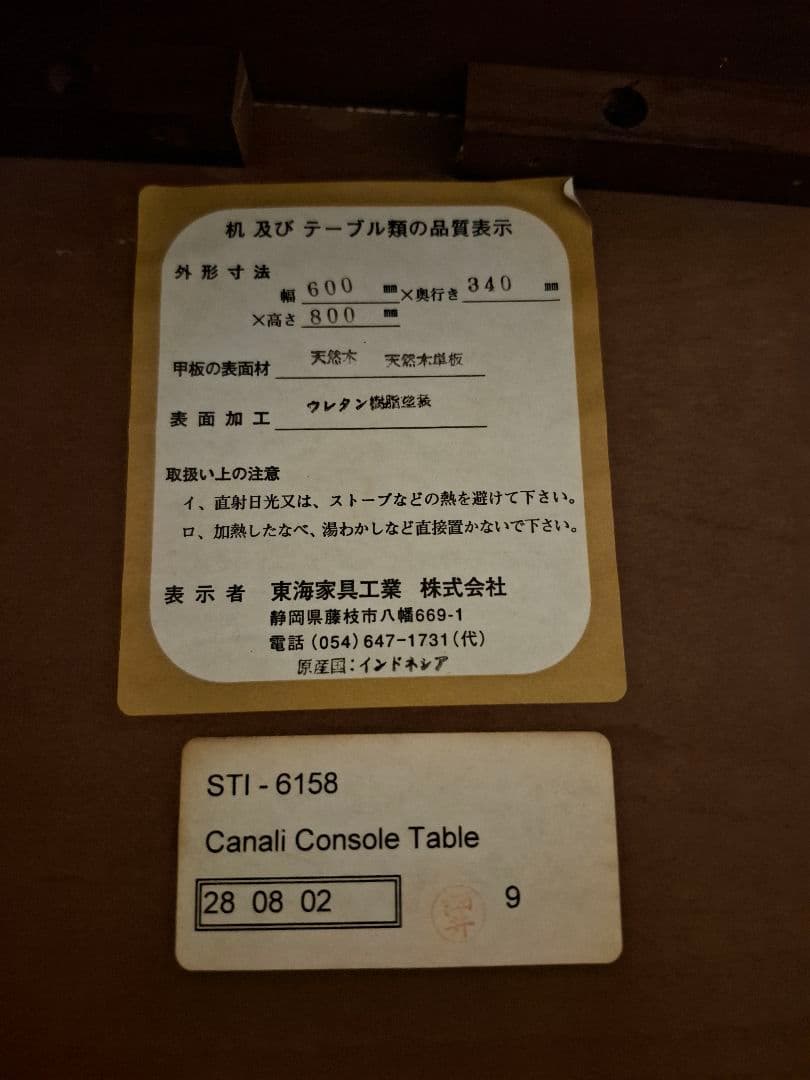 机 及び テーブル類の品質表示
外形寸法
幅 600 mm ×奥行き 340 mm
×高さ 800 mm
甲板の表面材 天然木 天然木単板
表面加工 ウレタン樹脂塗装
取扱い上の注意
イ、直射日光又は、ストーブなどの熱を避けて下さい。
ロ、加熱したなべ、湯わかしなど直接置かないで下さい。
表示者 東海家具工業 株式会社
静岡県藤枝市八幡669-1
電話 (054) 647-1731 (代)
原産国：インドネシア
STI - 6158
Canali Console Table
28 08 02 9